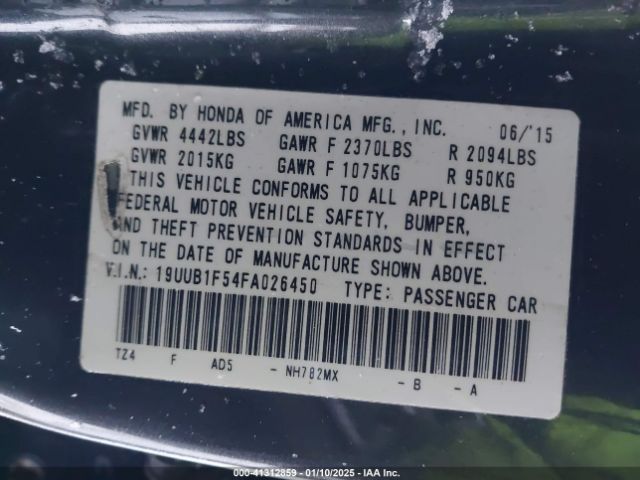 MFD. BY HONDA OF AMERICA MFG., INC. 06/'15
GVWR 4442LBS GAWR F 2370LBS R 2094LBS
GVWR 2015KG GAWR F 1075KG R 950KG
THIS VEHICLE CONFORMS TO ALL APPLICABLE
FEDERAL MOTOR VEHICLE SAFETY, BUMPER,
AND THEFT PREVENTION STANDARDS IN EFFECT
ON THE DATE OF MANUFACTURE SHOWN ABOVE.
V.I.N.: 19UUB1F54FA026450 TYPE: PASSENGER CAR
TZ4 F AD5 - NH782MX - B - A
000-41312859 - 01/10/2025 - IAA Inc.